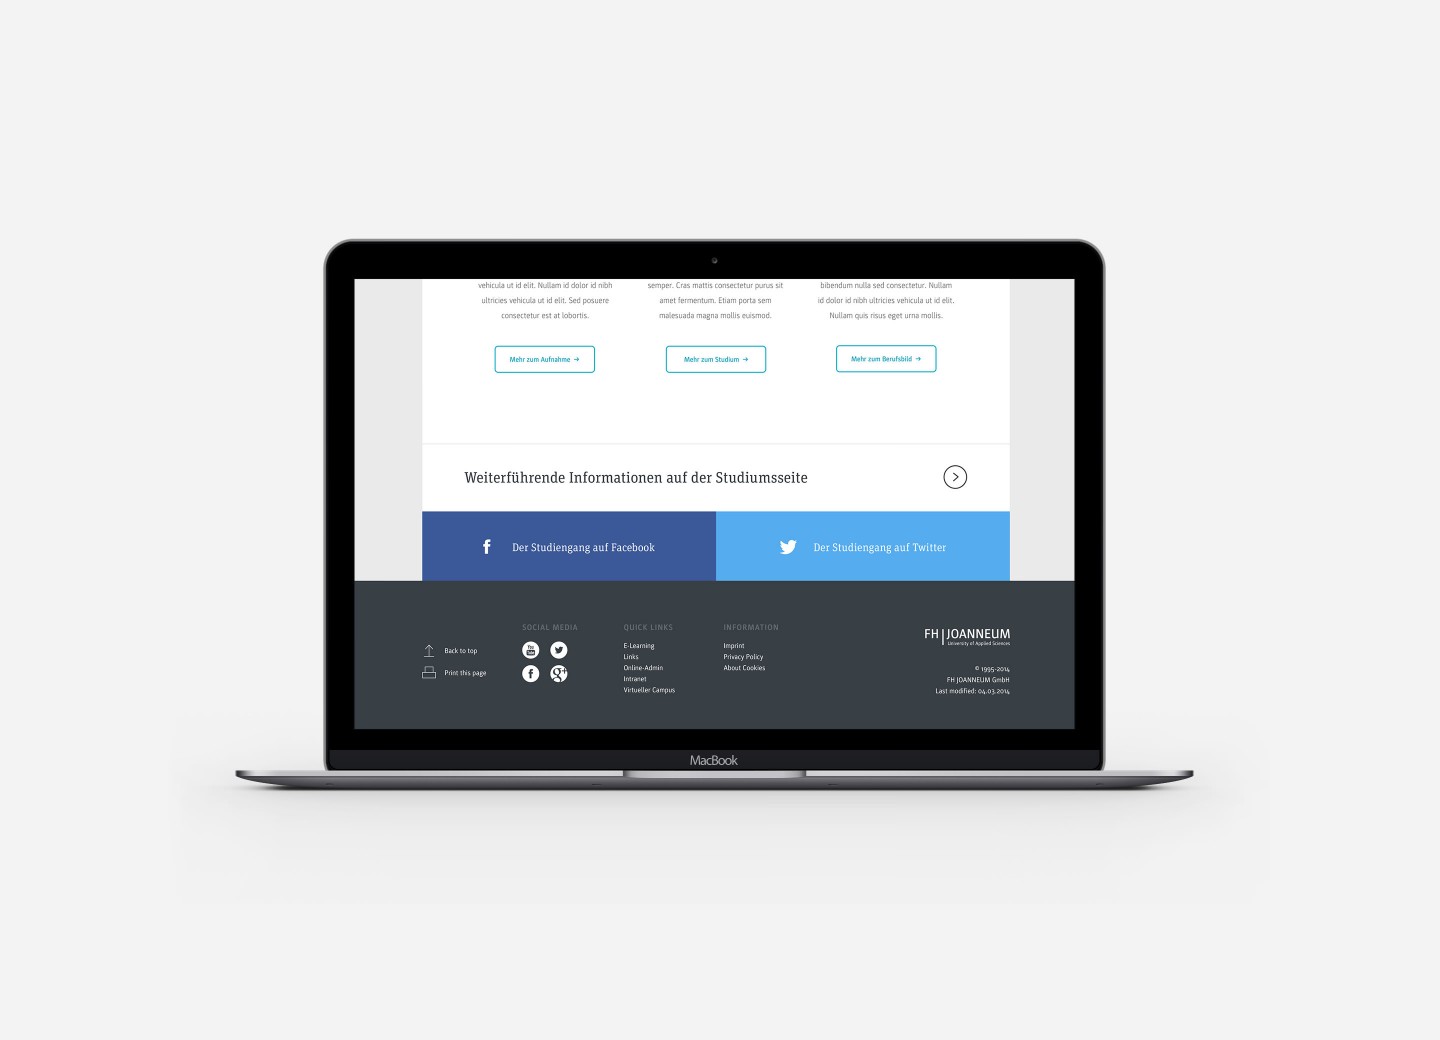 vehicula ut id elit. Nullam id dolor id nibh
ultricies vehicula ut id elit. Sed posuere
consectetur est at lobortis.
semper. Cras mattis consectetur purus sit
amet fermentum. Etiam porta sem
malesuada magna mollis euismod.
bibendum nulla sed consectetur. Nullam
id dolor id nibh ultricies vehicula ut id elit.
Nullam quis risus eget urna mollis.
Mehr zum Aufnahme →
Mehr zum Studium →
Mehr zum Berufsbild →
Weiterführende Informationen auf der Studiumsseite
f Der Studiengang auf Facebook
Der Studiengang auf Twitter
Back to top
Print this page
SOCIAL MEDIA
You Tube
f g+
QUICK LINKS
E-Learning
Links
Online-Admin
Intranet
Virtueller Campus
INFORMATION
Imprint
Privacy Policy
About Cookies
FH | JOANNEUM
University of Applied Sciences
© 1995-2014
FH JOANNEUM GmbH
Last modified: 04.03.2014
MacBook